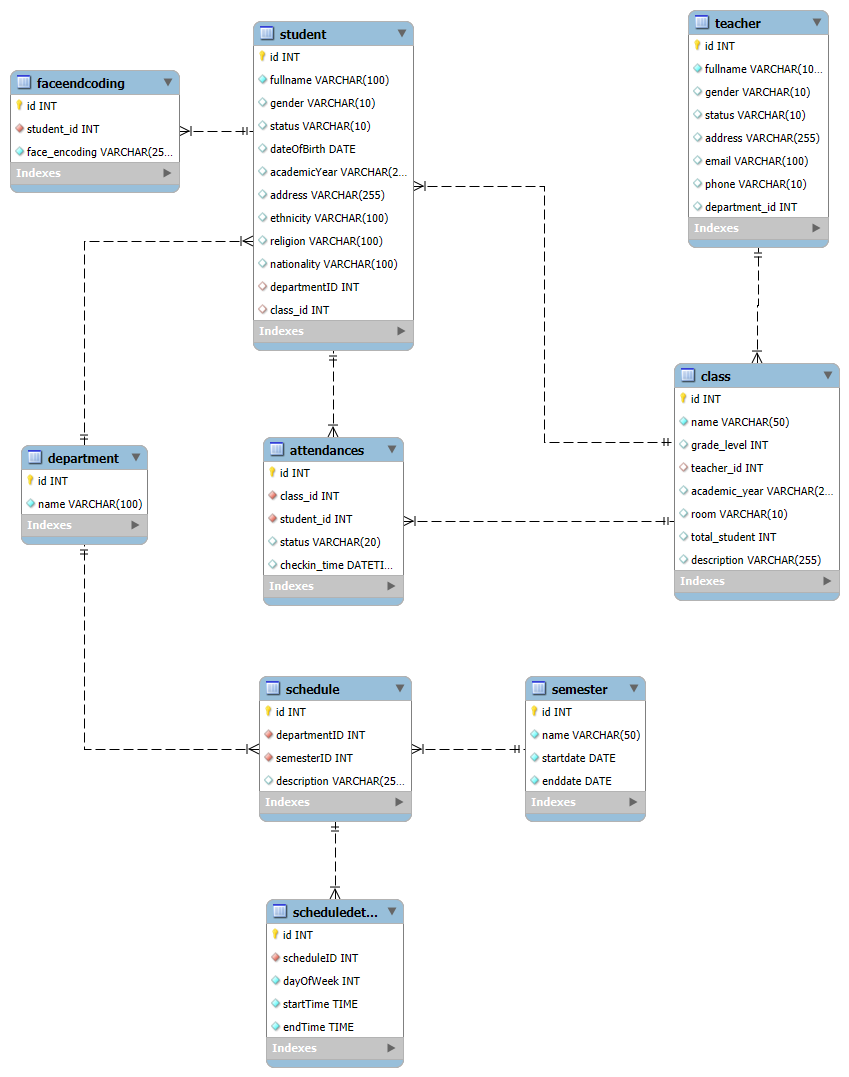 faceendcoding
id INT
student_id INT
face_encoding VARCHAR(25...
Indexes
student
id INT
fullname VARCHAR(100)
gender VARCHAR(10)
status VARCHAR(10)
dateOfBirth DATE
academicYear VARCHAR(2...
address VARCHAR(255)
ethnicity VARCHAR(100)
religion VARCHAR(100)
nationality VARCHAR(100)
departmentID INT
class_id INT
Indexes
teacher
id INT
fullname VARCHAR(10...
gender VARCHAR(10)
status VARCHAR(10)
address VARCHAR(255)
email VARCHAR(100)
phone VARCHAR(10)
department_id INT
Indexes
department
id INT
name VARCHAR(100)
Indexes
attendances
id INT
class_id INT
student_id INT
status VARCHAR(20)
checkin_time DATETI...
Indexes
class
id INT
name VARCHAR(50)
grade_level INT
teacher_id INT
academic_year VARCHAR(2...
room VARCHAR(10)
total_student INT
description VARCHAR(255)
Indexes
schedule
id INT
departmentID INT
semesterID INT
description VARCHAR(25...
Indexes
semester
id INT
name VARCHAR(50)
startdate DATE
enddate DATE
Indexes
scheduledet...
id INT
scheduleID INT
dayOfWeek INT
startTime TIME
endTime TIME
Indexes